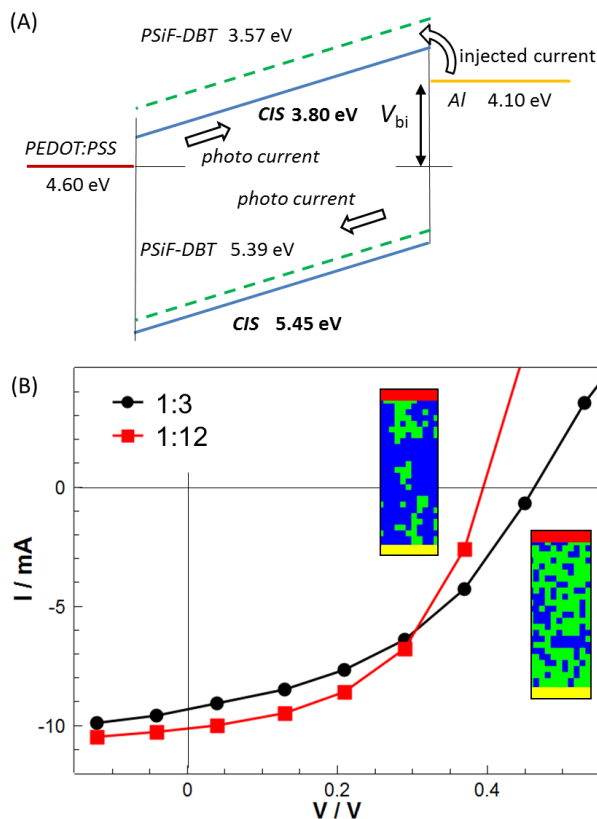 (A)
PSiF-DBT 3.57 eV
injected current
CIS 3.80 eV
Al 4.10 eV
Vbi
PEDOT:PSS
4.60 eV
photo current
photo current
PSiF-DBT
5.39 eV
CIS 5.45 eV
(B)
1:3
1:12
0
-5
-10
I / mA
0
0.2
0.4
V / V